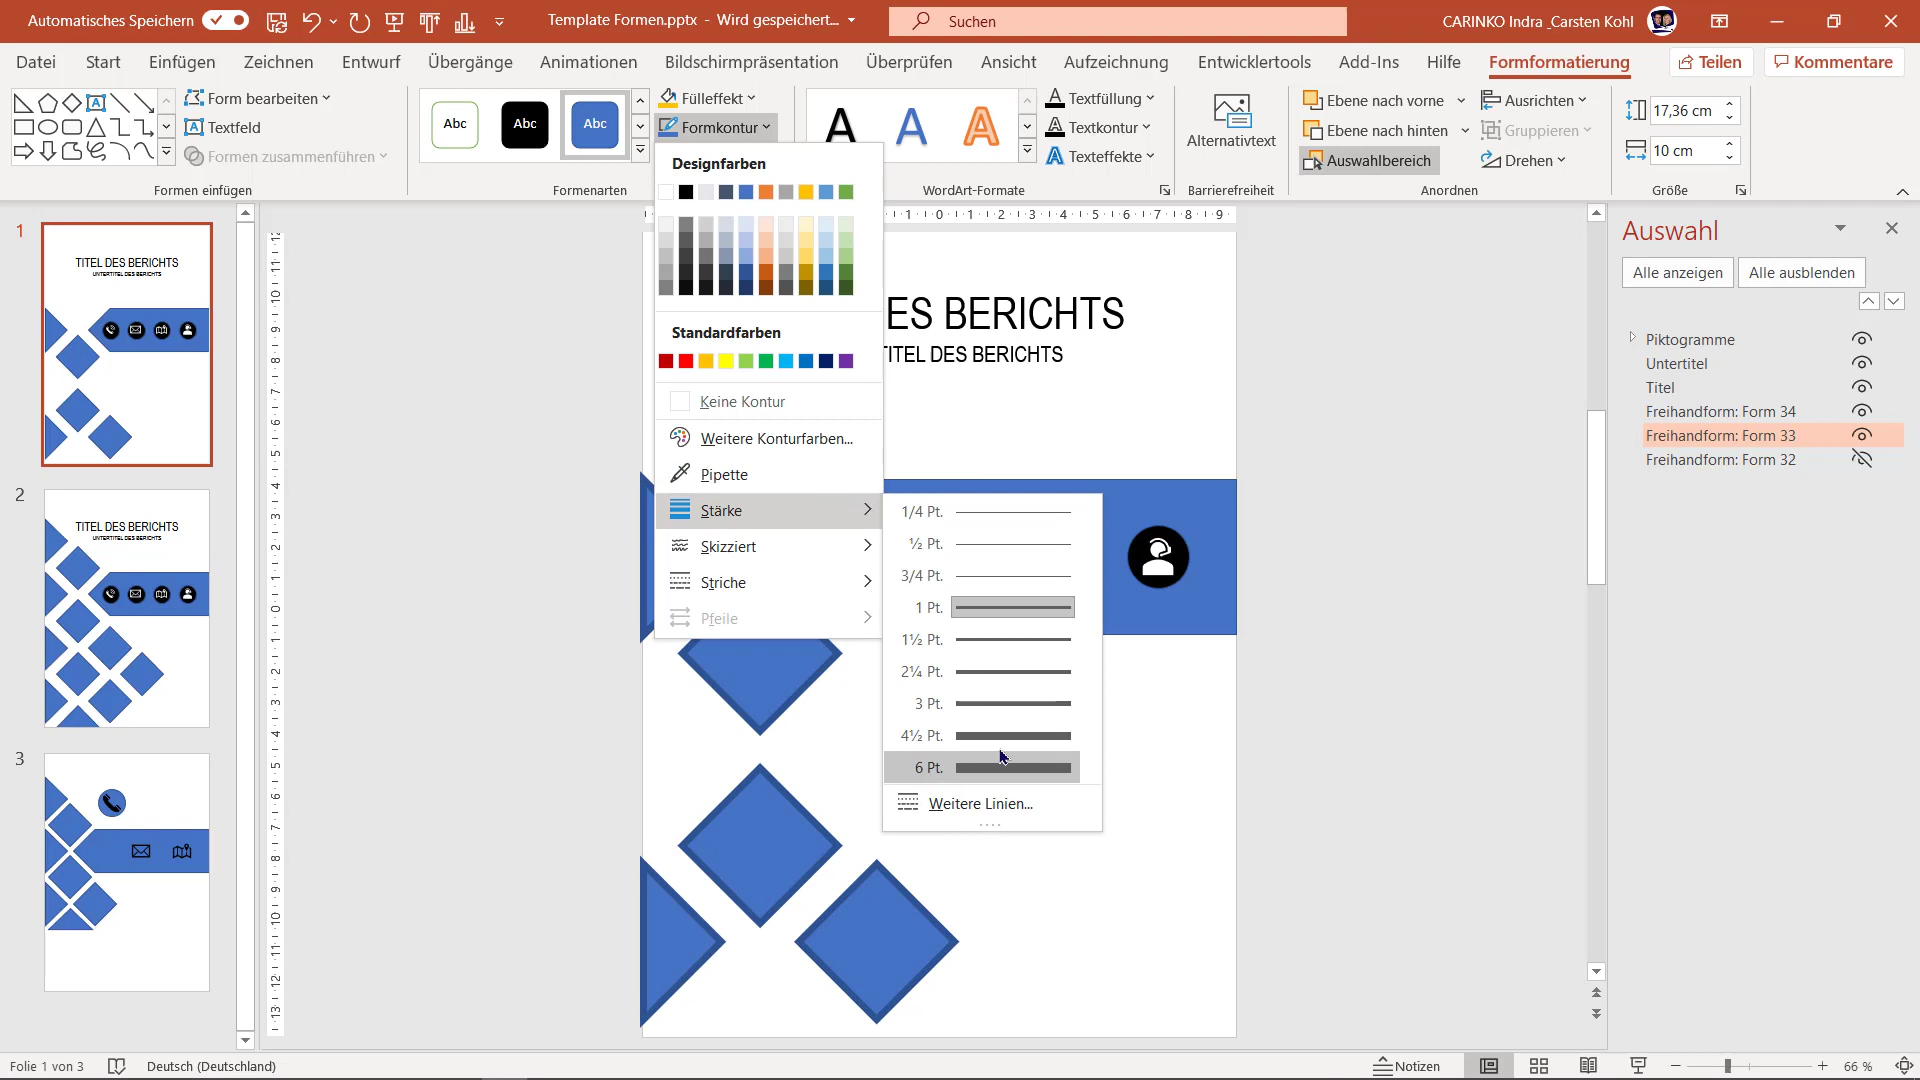 Automatisches Speichern
Template Formen.pptx - Wird gespeichert...
Suchen
CARINKO Indra _Carsten Kohl
Datei
Start
Einfügen
Zeichnen
Entwurf
Übergänge
Animationen
Bildschirmpräsentation
Überprüfen
Ansicht
Aufzeichnung
Entwicklertools
Add-Ins
Hilfe
Formformatierung
Teilen
Kommentare
Form bearbeiten
Textfeld
Formen zusammenführen
Formen einfügen
Abc
Abc
Abc
Fülleffekt
Formkontur
Formenarten
A A A
Textfüllung
Textkontur
Texteffekte
WordArt-Formate
Alternativtext
Barrierefreiheit
Ebene nach vorne
Ebene nach hinten
Auswahlbereich
Ausrichten
Gruppieren
Drehen
Anordnen
17,36 cm
10 cm
Größe
Designfarben
Standardfarben
Keine Kontur
Weitere Konturfarben...
Pipette
Stärke
Skizziert
Striche
Pfeile
1/4 Pt.
½ Pt.
3/4 Pt.
1 Pt.
1½ Pt.
2¼ Pt.
3 Pt.
4½ Pt.
6 Pt.
Weitere Linien...
1
TITEL DES BERICHTS
UNTERTITEL DES BERICHTS
2
TITEL DES BERICHTS
UNTERTITEL DES BERICHTS
3
ES BERICHTS
TITEL DES BERICHTS
Auswahl
Alle anzeigen
Alle ausblenden
Piktogramme
Untertitel
Titel
Freihandform: Form 34
Freihandform: Form 33
Freihandform: Form 32
Folie 1 von 3
Deutsch (Deutschland)
Notizen
66 %